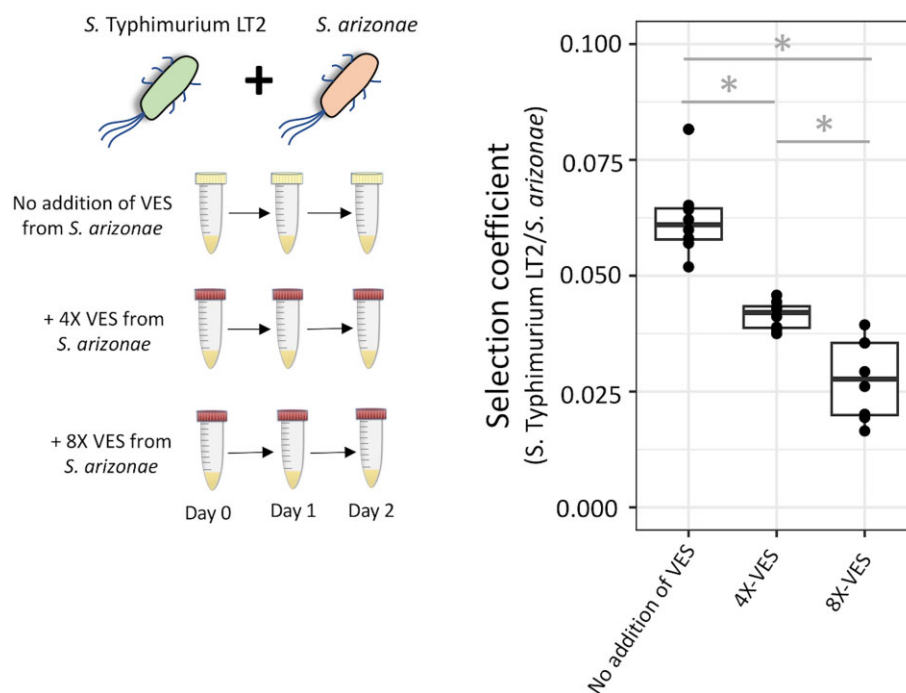 S. Typhimurium LT2
S. arizonae
+
No addition of VES
from S. arizonae
+ 4X VES from
S. arizonae
+ 8X VES from
S. arizonae
Day 0
Day 1
Day 2
Selection coefficient
(S. Typhimurium LT2/S. arizonae)
0.100
0.075
0.050
0.025
0.000
*
*
*
No addition of VES
4X-VES
8X-VES